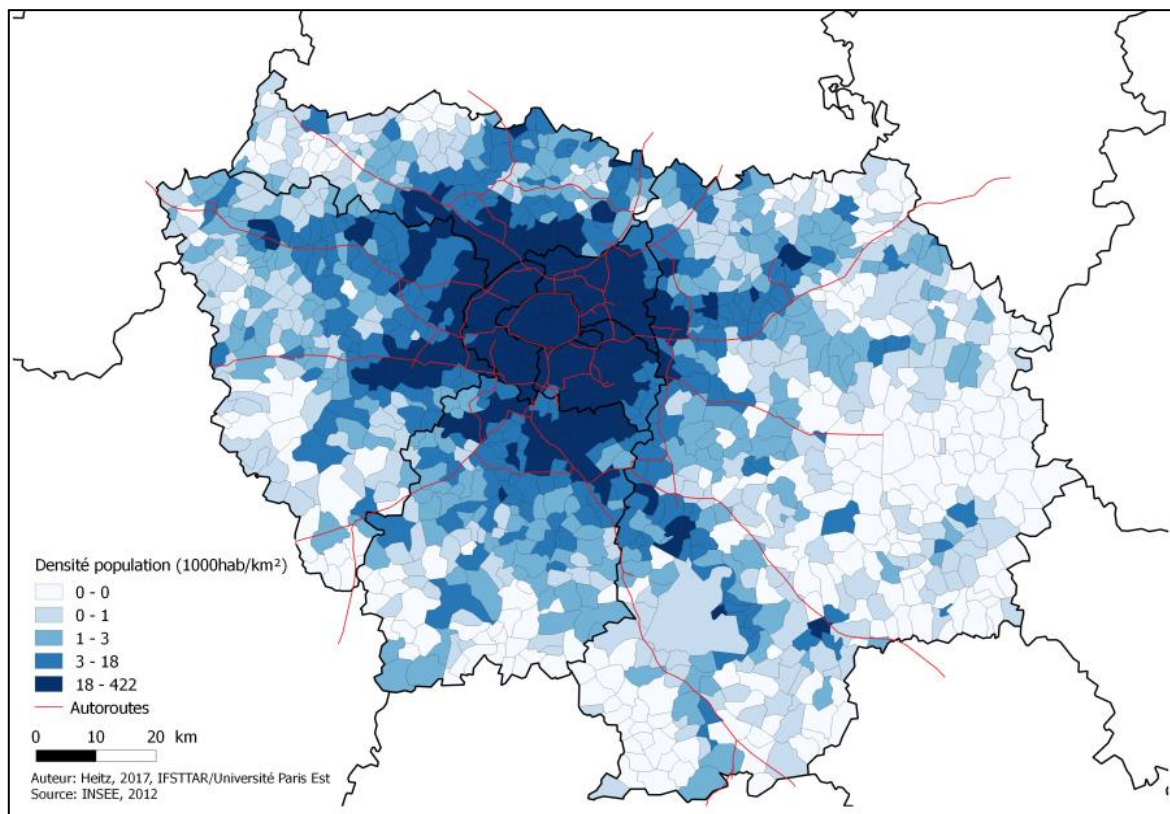 Densité population (1000hab/km²)
0 - 0
0 - 1
1 - 3
3 - 18
18 - 422
Autoroutes
0 10 20 km
Auteur: Heitz, 2017, IFSTTAR/Université Paris Est
Source: INSEE, 2012